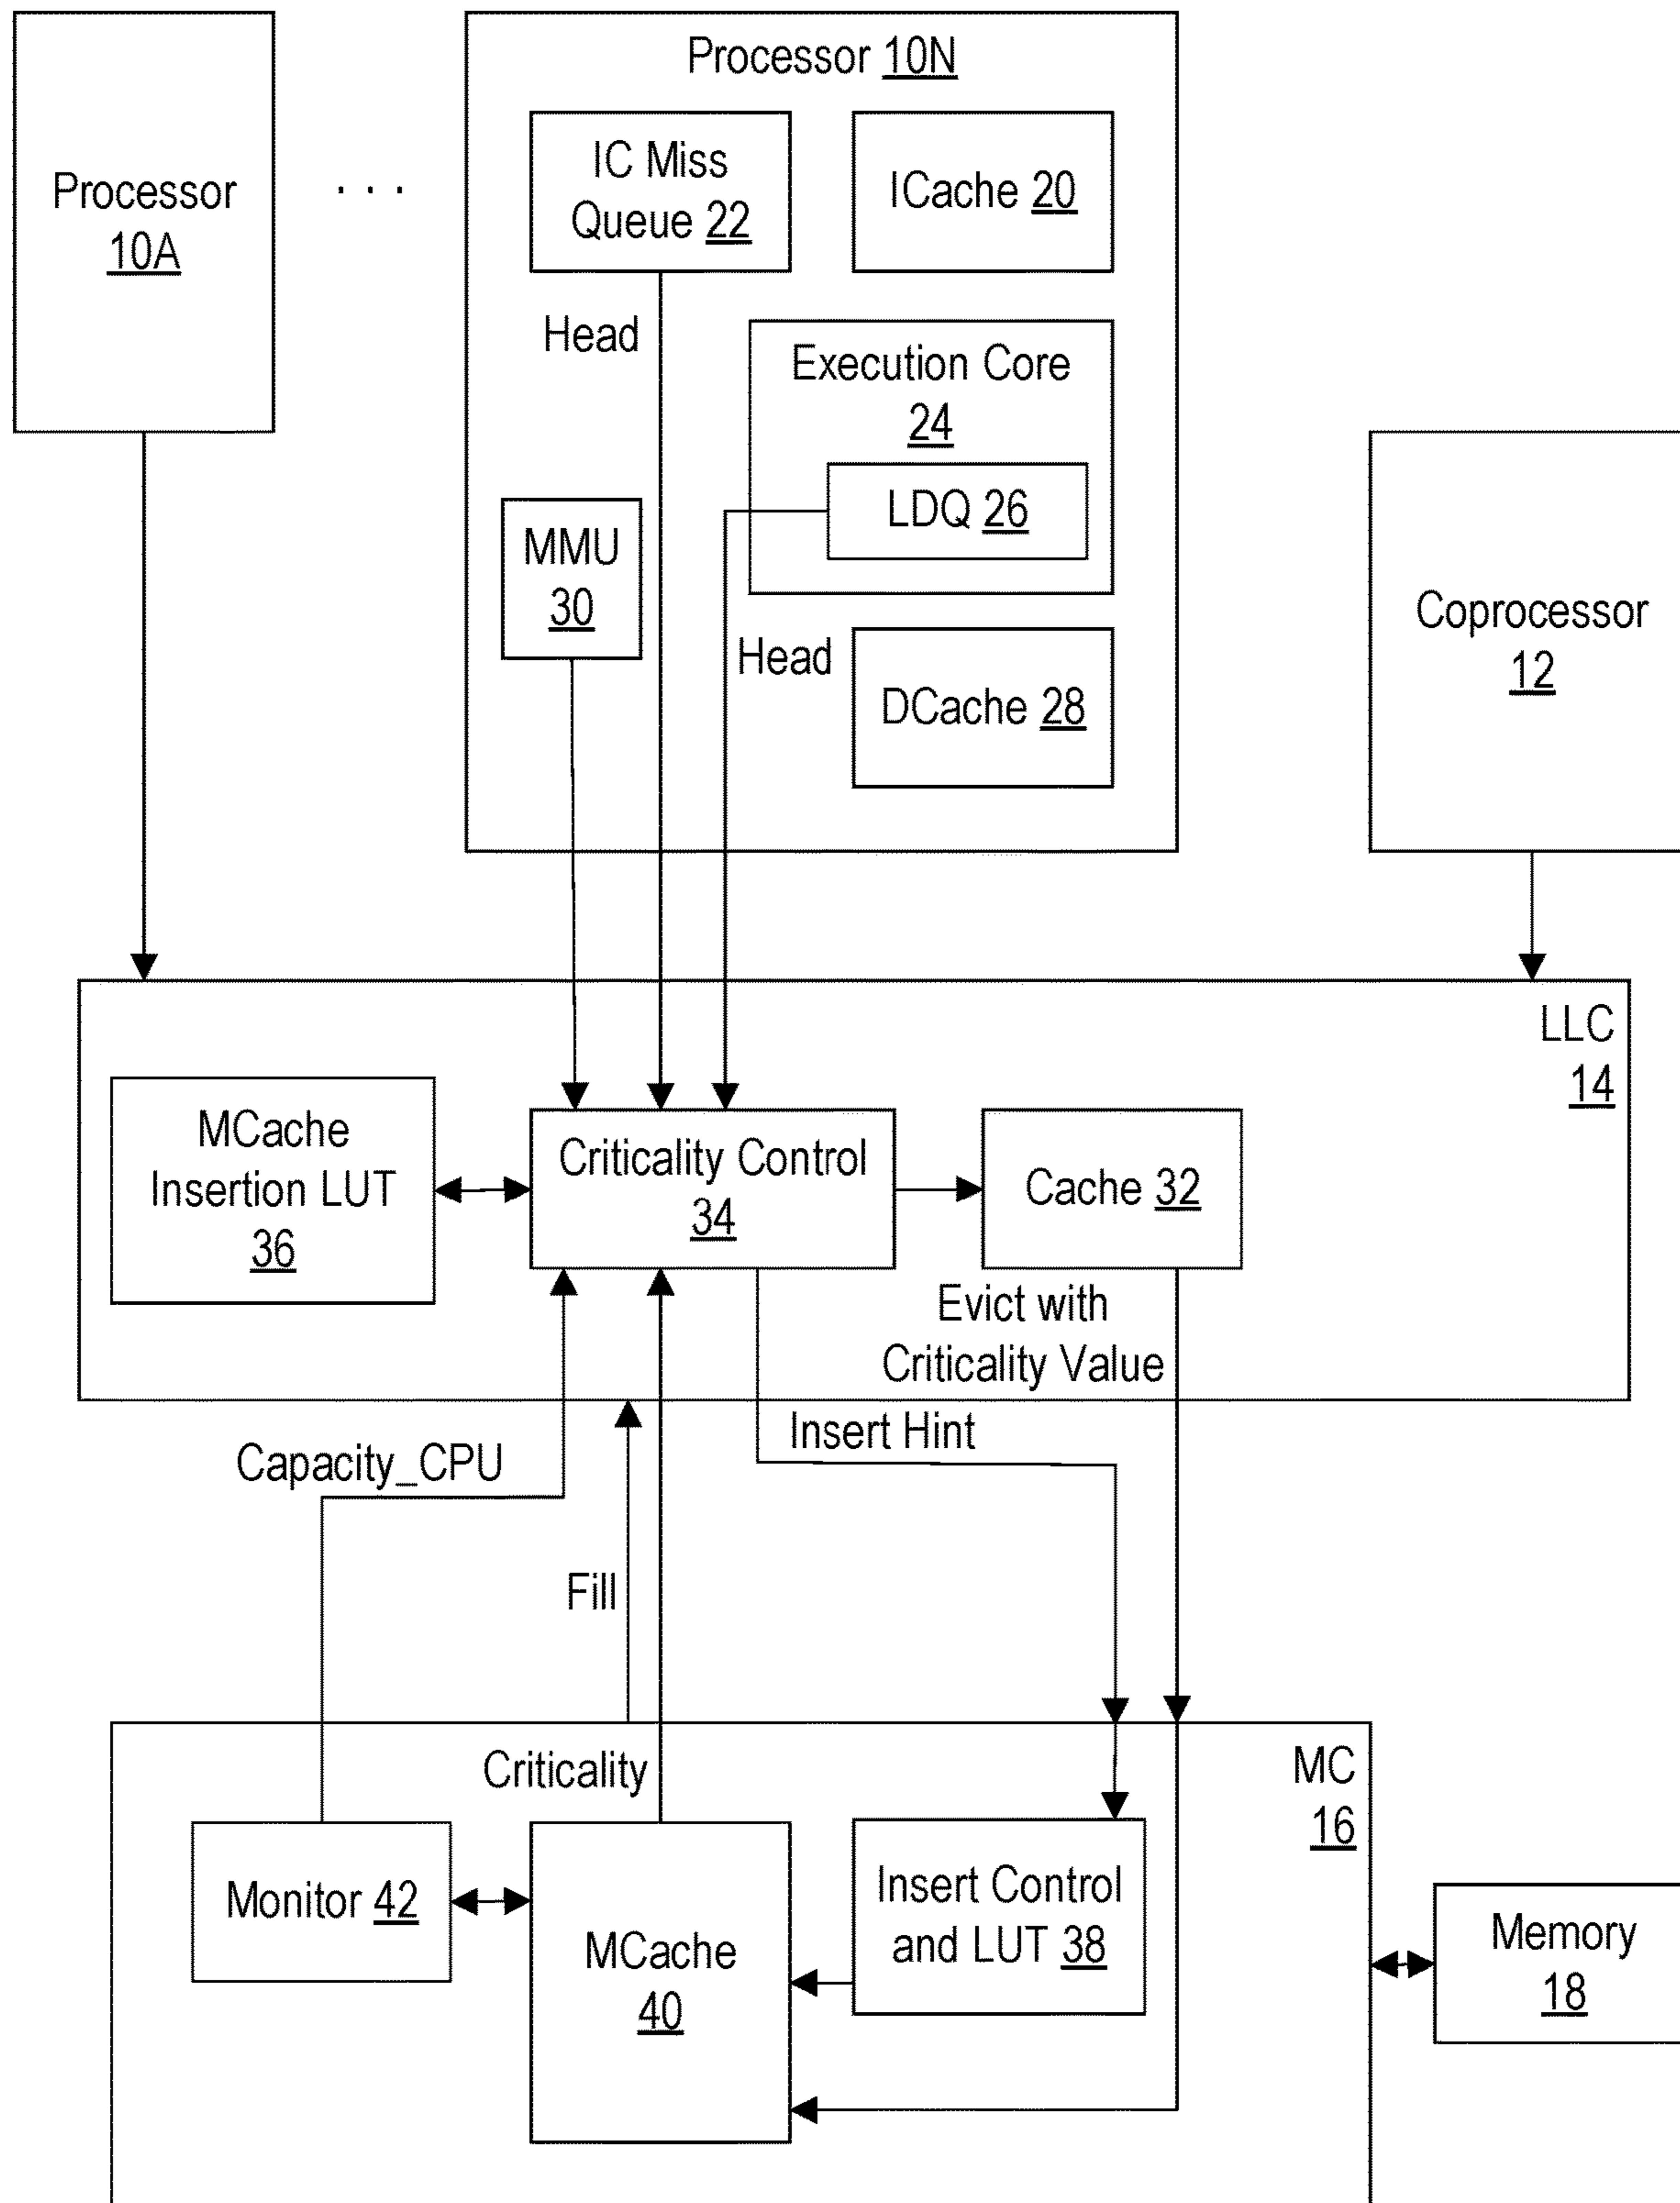 Processor 10N
Processor
10A
. . .
IC Miss
Queue 22
ICache 20
Head
Execution Core
24
LDQ 26
MMU
30
Head
DCache 28
Coprocessor
12
LLC
14
MCache
Insertion LUT
36
Criticality Control
34
Cache 32
Evict with
Criticality Value
Insert Hint
Capacity_CPU
Fill
Criticality
MC
16
Monitor 42
MCache
40
Insert Control
and LUT 38
Memory
18